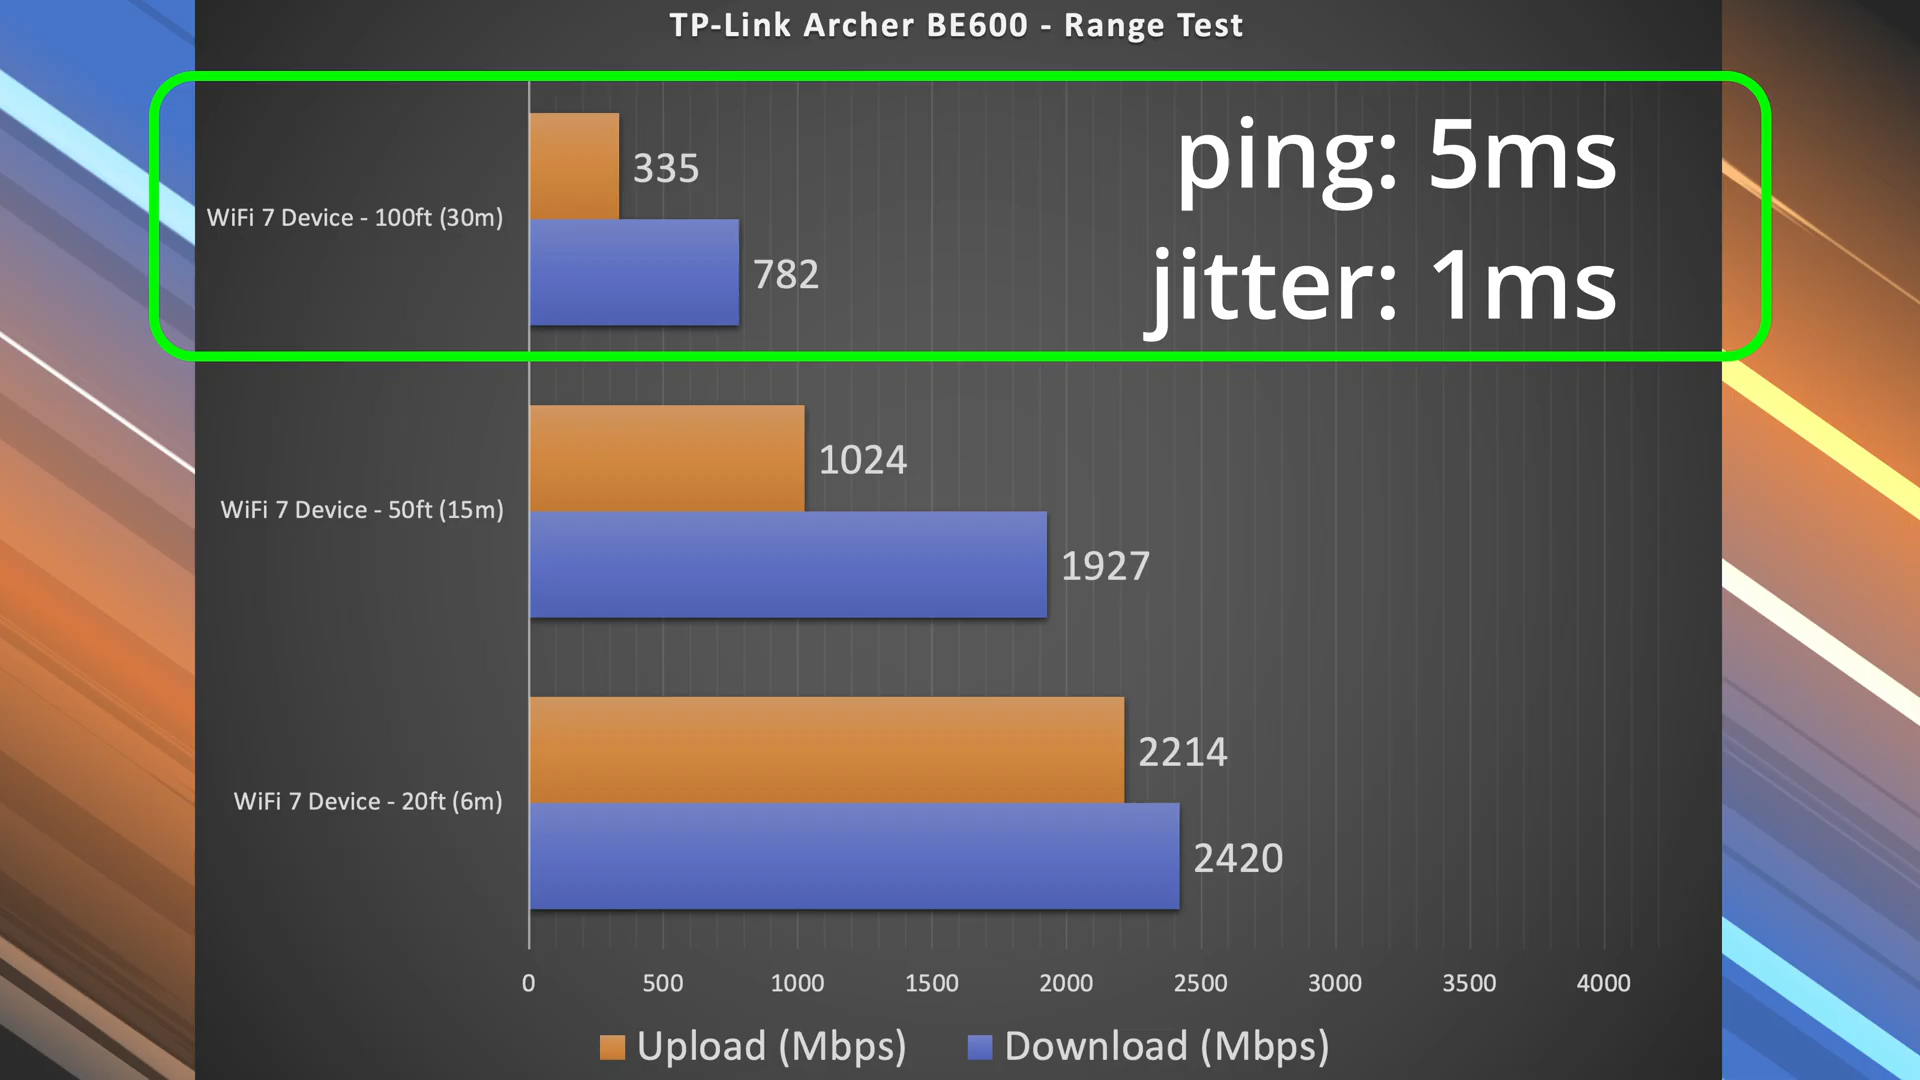 TP-Link Archer BE600 - Range Test
335
ping: 5ms
WiFi 7 Device - 100ft (30m)
782
jitter: 1ms
1024
WiFi 7 Device - 50ft (15m)
1927
2214
WiFi 7 Device - 20ft (6m)
2420
0 500 1000 1500 2000 2500 3000 3500 4000
Upload (Mbps) Download (Mbps)